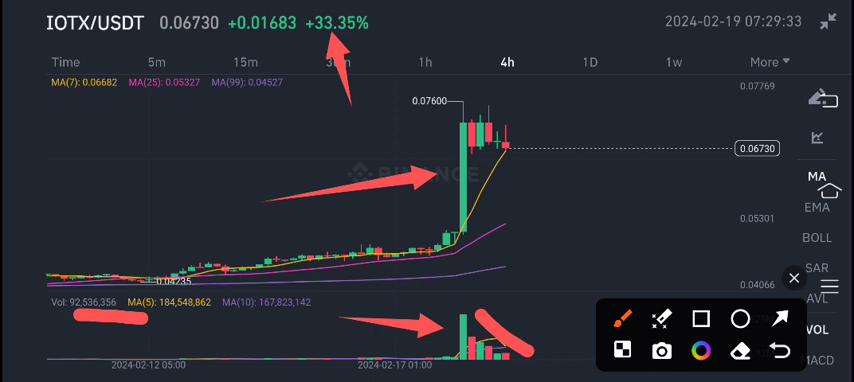 IOTX/USDT 0.06730 +0.01683 +33.35% 2024-02-19 07:29:33
Time 5m 15m 30m 1h 4h 1D 1w More
MA(7): 0.06682 MA(25): 0.05327 MA(99): 0.04527
0.07769
0.07600
0.06730
BINANCE
MA
EMA
0.05301
BOLL
SAR
0.04235
0.04066
AVL
Vol: 92,536,356 MA(5): 184,548,862 MA(10): 167,823,142
VOL
MACD
2024-02-12 05:00 2024-02-17 01:00